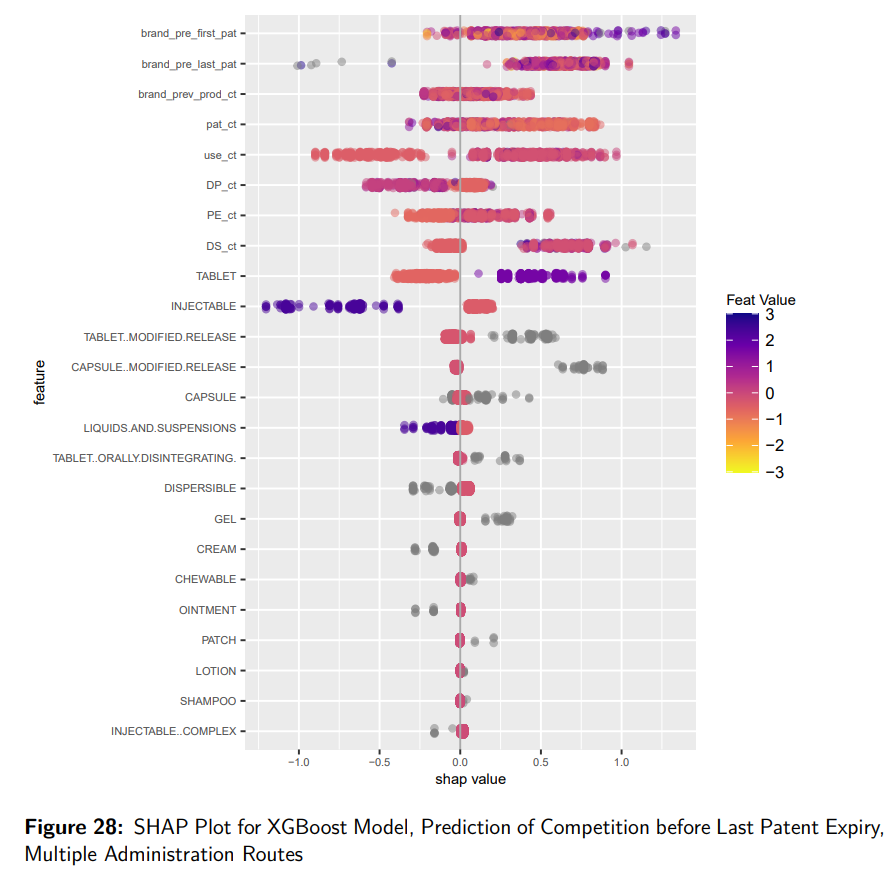 brand_pre_first_pat
brand_pre_last_pat
brand_prev_prod_ct
pat_ct
use_ct
DP_ct
PE_ct
DS_ct
TABLET
INJECTABLE
TABLET..MODIFIED.RELEASE
CAPSULE..MODIFIED.RELEASE
CAPSULE
LIQUIDS.AND.SUSPENSIONS
TABLET..ORALLY.DISINTEGRATING.
DISPERSIBLE
GEL
CREAM
CHEWABLE
OINTMENT
PATCH
LOTION
SHAMPOO
INJECTABLE..COMPLEX
feature
−1.0 −0.5 0.0 0.5 1.0
shap value
Feat Value
3
2
1
0
−1
−2
−3
Figure 28: SHAP Plot for XGBoost Model, Prediction of Competition before Last Patent Expiry,
Multiple Administration Routes